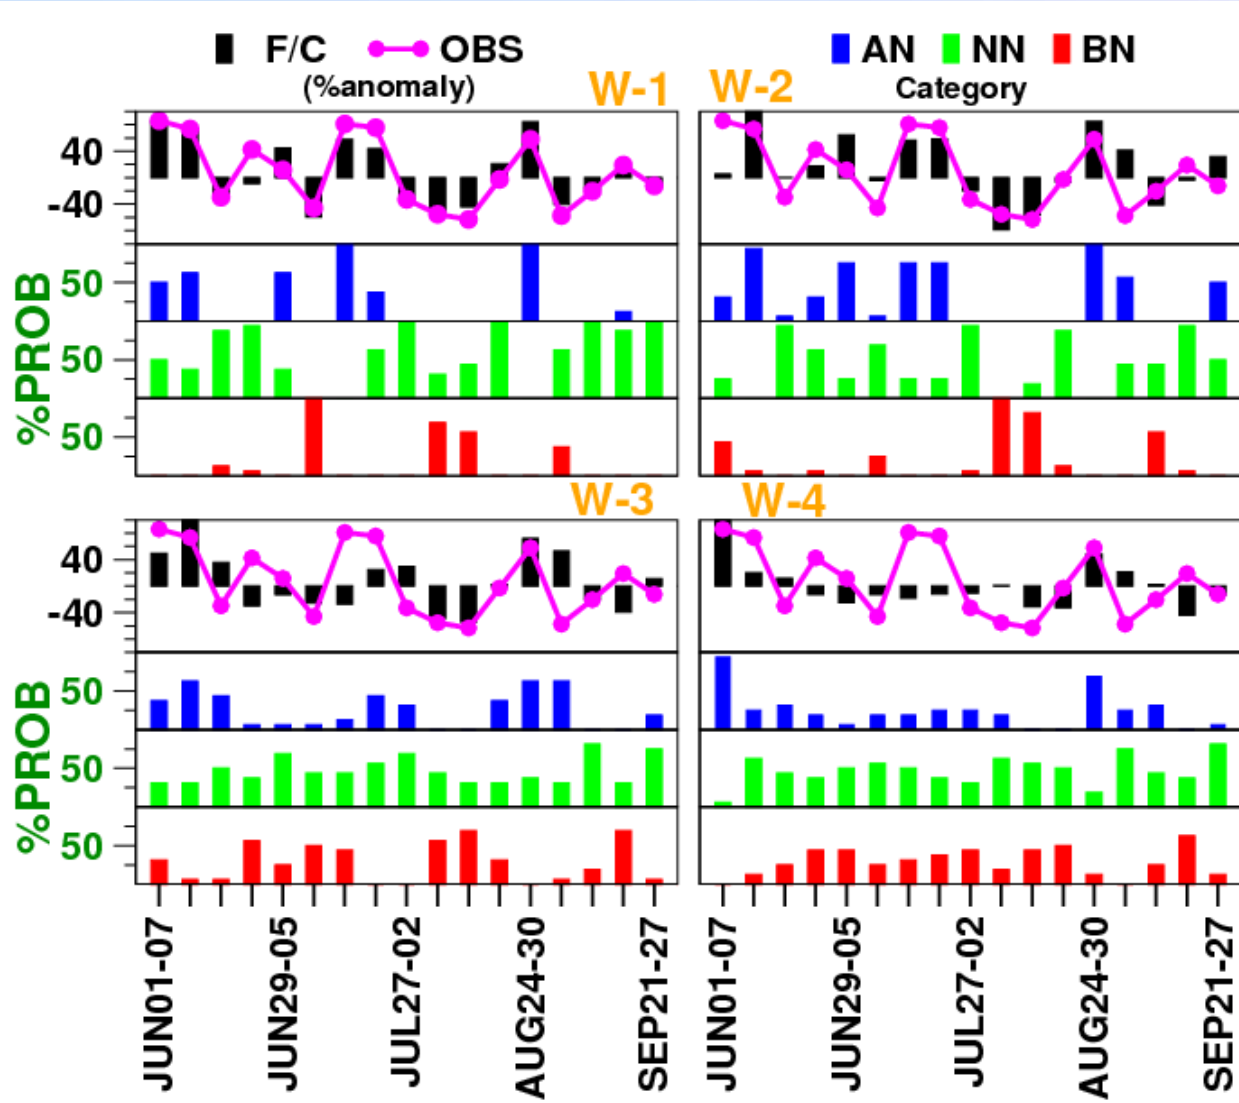 F/C OBS AN NN BN
(%anomaly) W-1 W-2 Category
40
-40
%PROB
50
50
50
W-3 W-4
40
-40
%PROB
50
50
50
JUN01-07 JUN29-05 JUL27-02 AUG24-30 SEP21-27 JUN01-07 JUN29-05 JUL27-02 AUG24-30 SEP21-27